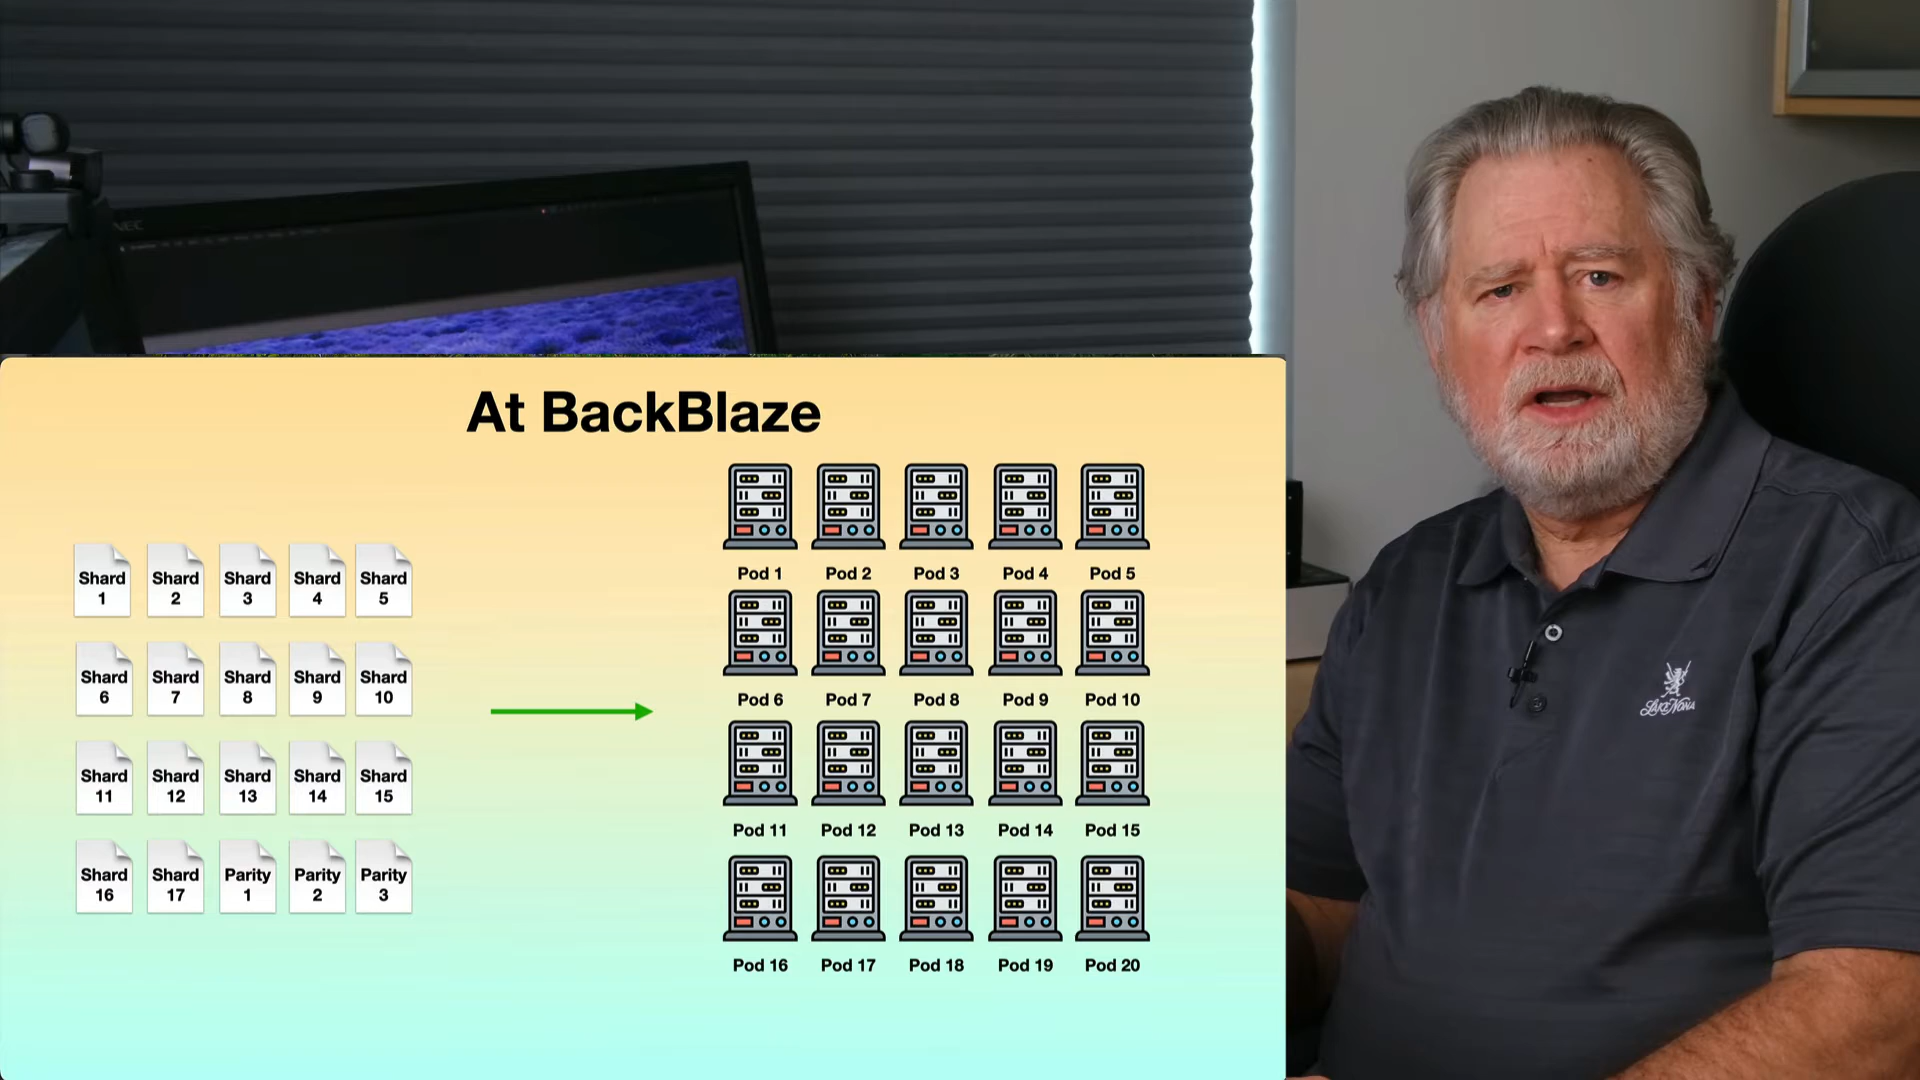 NEC
At BackBlaze
Shard 1
Shard 2
Shard 3
Shard 4
Shard 5
Shard 6
Shard 7
Shard 8
Shard 9
Shard 10
Shard 11
Shard 12
Shard 13
Shard 14
Shard 15
Shard 16
Shard 17
Parity 1
Parity 2
Parity 3
Pod 1
Pod 2
Pod 3
Pod 4
Pod 5
Pod 6
Pod 7
Pod 8
Pod 9
Pod 10
Pod 11
Pod 12
Pod 13
Pod 14
Pod 15
Pod 16
Pod 17
Pod 18
Pod 19
Pod 20
Lake Nona